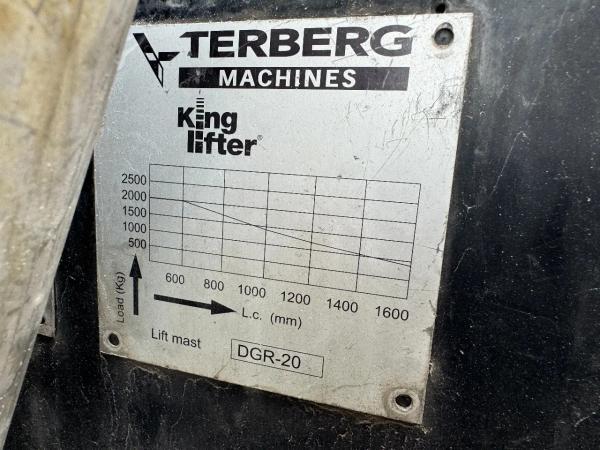 TERBERG
MACHINES
King
lifter®
2500
2000
1500
1000
500
600 800 1000 1200 1400 1600
Load (Kg)
L.c. (mm)
Lift mast DGR-20